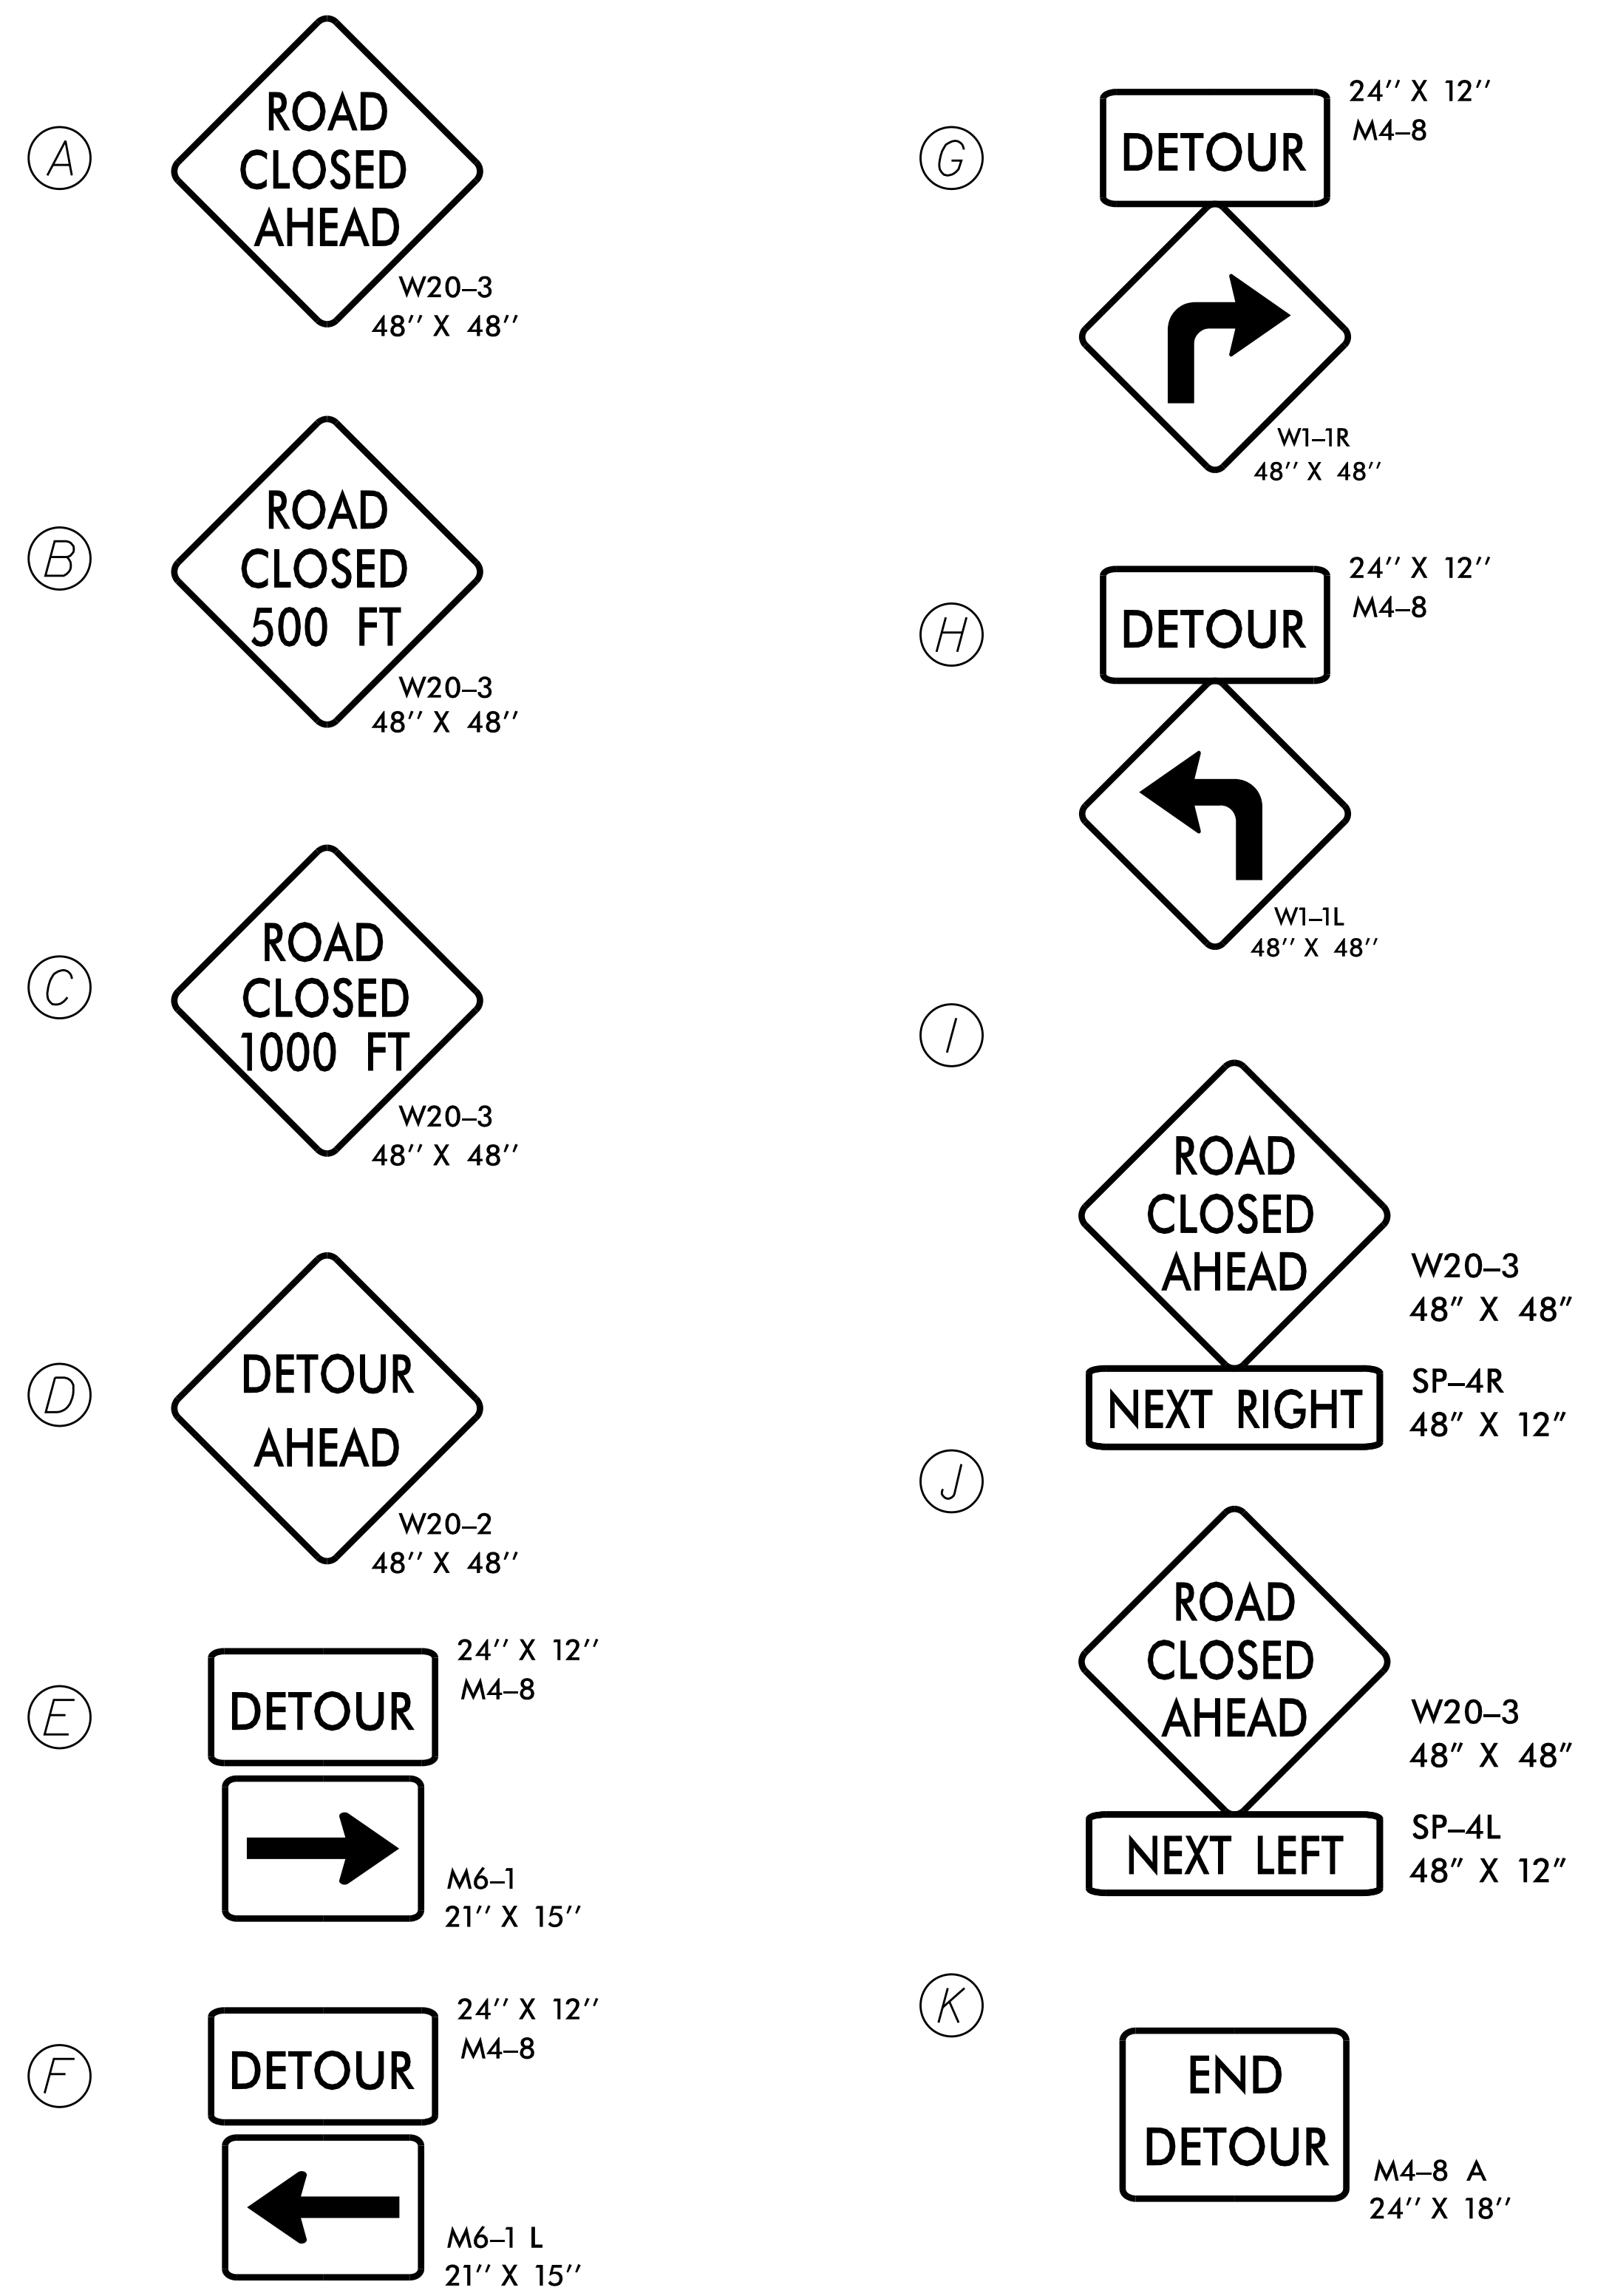 A
ROAD
CLOSED
AHEAD
W20–3
48'' X 48''
B
ROAD
CLOSED
500 FT
W20–3
48'' X 48''
C
ROAD
CLOSED
1000 FT
W20–3
48'' X 48''
D
DETOUR
AHEAD
W20–2
48'' X 48''
E
24'' X 12''
M4–8
DETOUR
M6–1
21'' X 15''
F
24'' X 12''
M4–8
DETOUR
M6–1 L
21'' X 15''
G
24'' X 12''
M4–8
DETOUR
W1–1R
48'' X 48''
H
24'' X 12''
M4–8
DETOUR
W1–1L
48'' X 48''
I
ROAD
CLOSED
AHEAD
W20–3
48" X 48"
NEXT RIGHT
SP–4R
48" X 12"
J
ROAD
CLOSED
AHEAD
W20–3
48" X 48"
NEXT LEFT
SP–4L
48" X 12"
K
END
DETOUR
M4–8 A
24'' X 18''